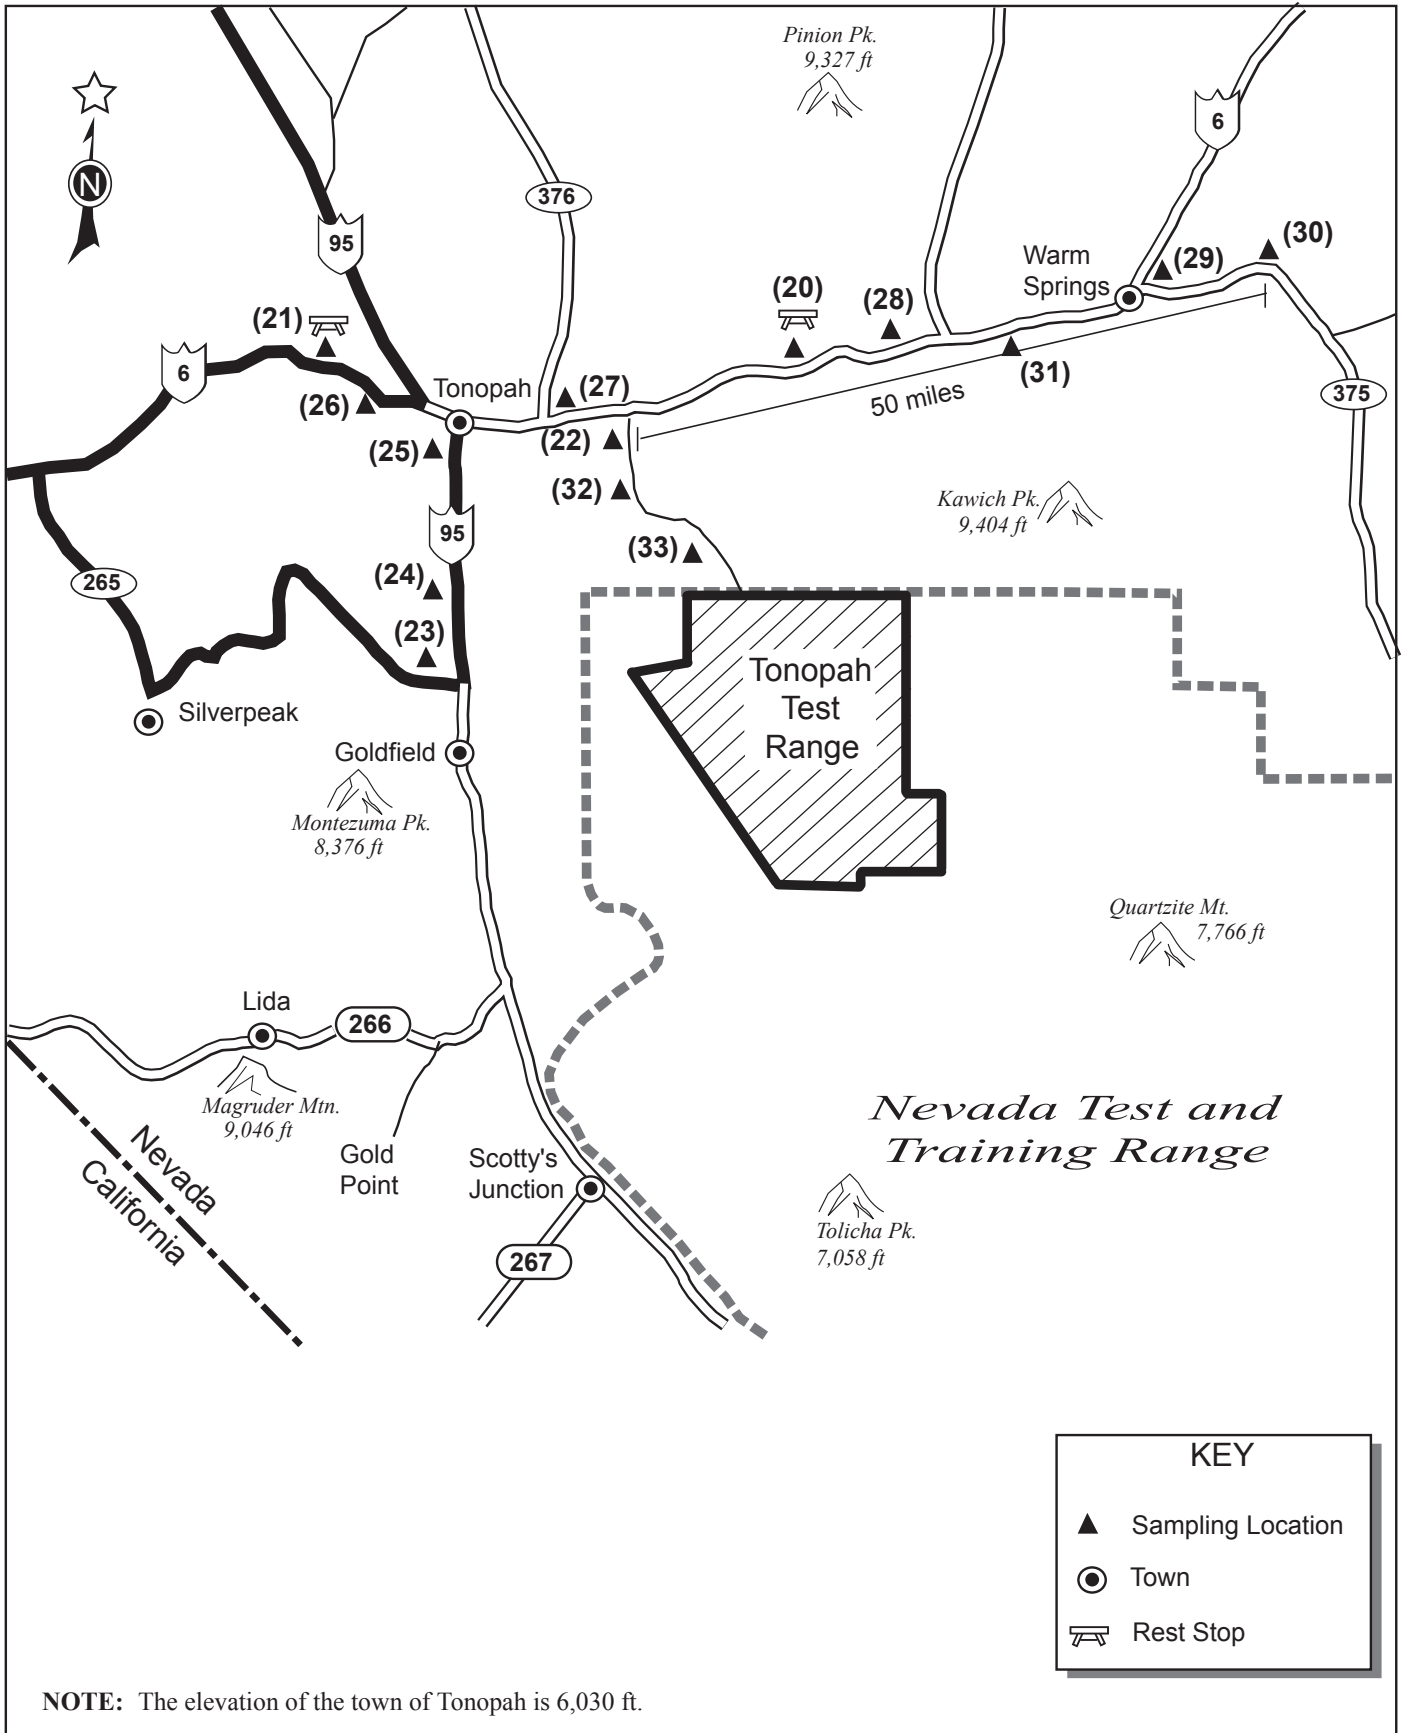 Pinion Pk.
9,327 ft
6
N
376
95
(30)
Warm
Springs
(29)
(20)
(28)
(21)
6
(31)
Tonopah
(27)
50 miles
375
(26)
(22)
(25)
(32)
Kawich Pk.
9,404 ft
95
(33)
265
(24)
(23)
Tonopah
Test
Range
Silverpeak
Goldfield
Montezuma Pk.
8,376 ft
Quartzite Mt.
7,766 ft
Lida
266
Magruder Mtn.
9,046 ft
Nevada Test and
Training Range
Nevada
California
Gold
Point
Scotty's
Junction
Tolicha Pk.
7,058 ft
267
KEY
Sampling Location
Town
Rest Stop
NOTE: The elevation of the town of Tonopah is 6,030 ft.